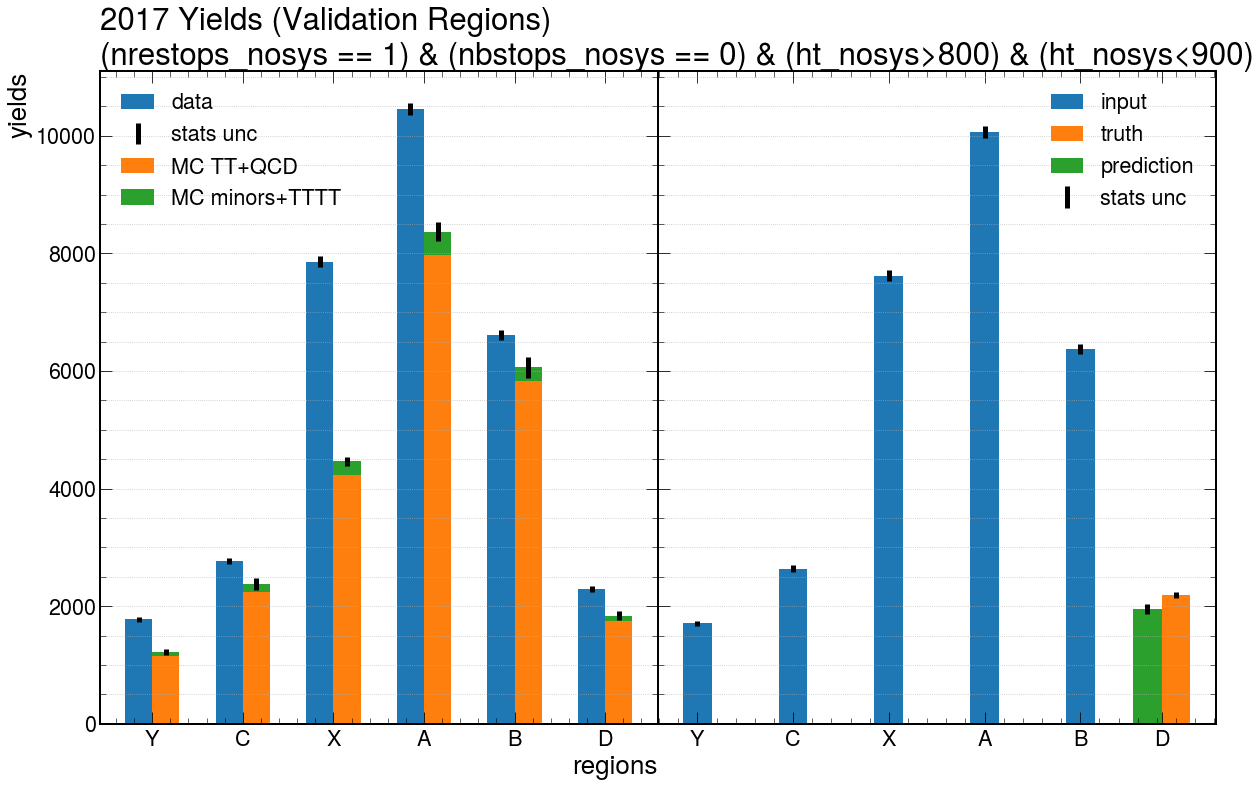 2017 Yields (Validation Regions)
(nrestops_nosys == 1) & (nbstops_nosys == 0) & (ht_nosys>800) & (ht_nosys<900)
yields
10000
8000
6000
4000
2000
0
data
stats unc
MC TT+QCD
MC minors+TTTT
input
truth
prediction
stats unc
Y C X A B D
Y C X A B D
regions